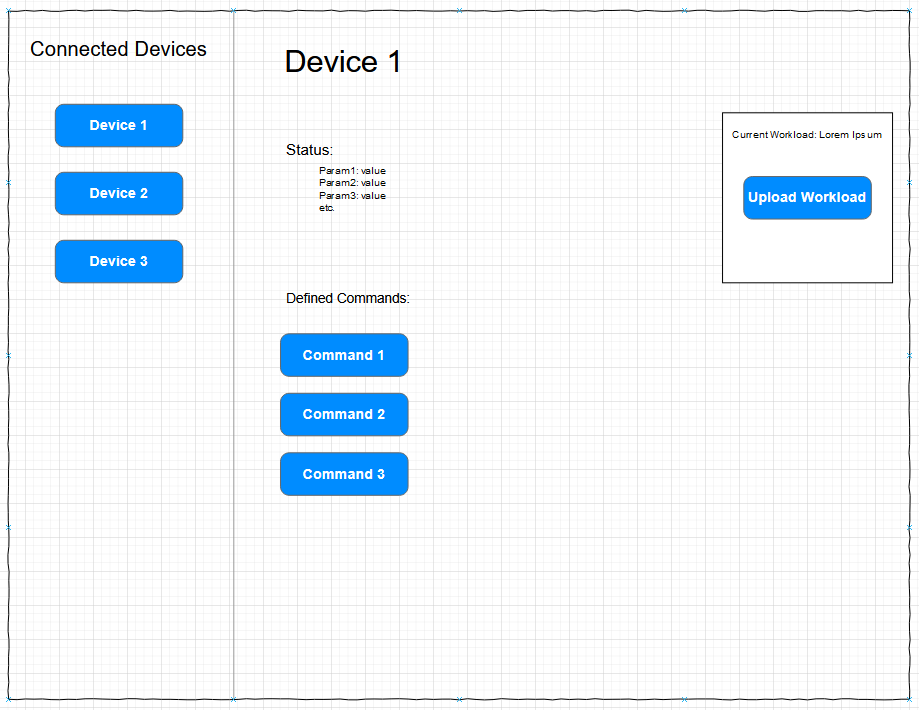 Connected Devices
Device 1
Device 2
Device 3
Device 1
Status:
Param1: value
Param2: value
Param3: value
etc.
Defined Commands:
Command 1
Command 2
Command 3
Current Workload: Lorem Ipsum
Upload Workload